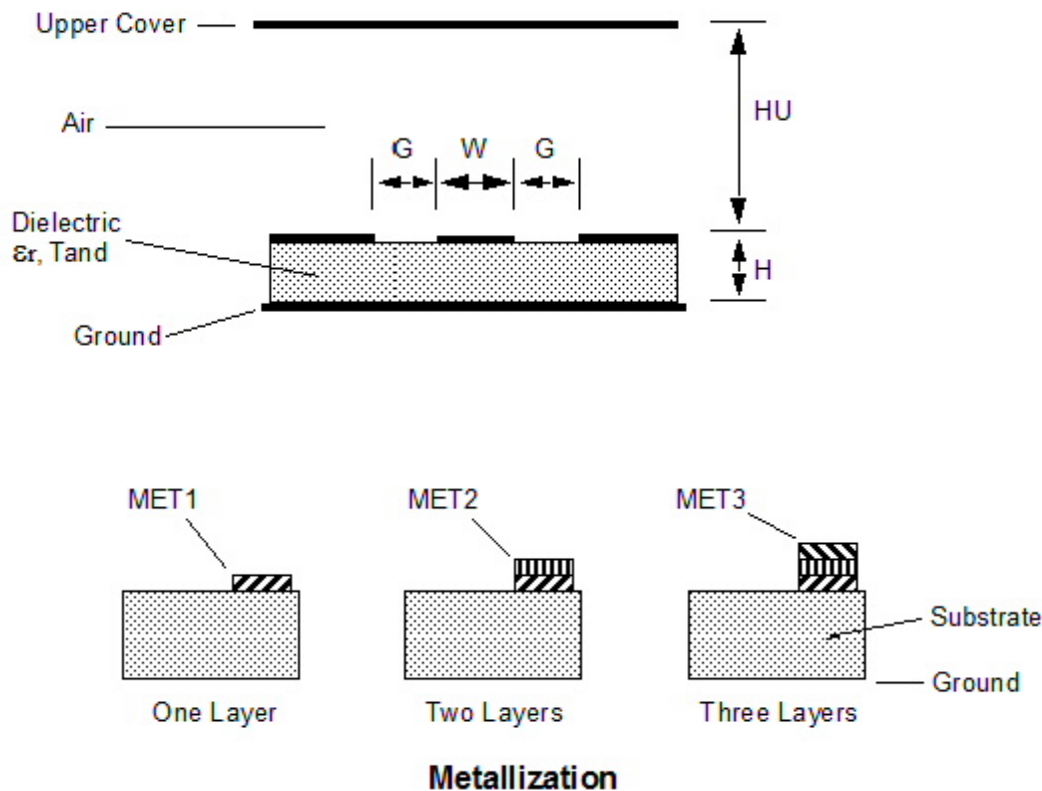 Upper Cover
HU
Air
G W G
Dielectric
εr, Tand
H
Ground
MET1 MET2 MET3
Substrate
Ground
One Layer Two Layers Three Layers
Metallization